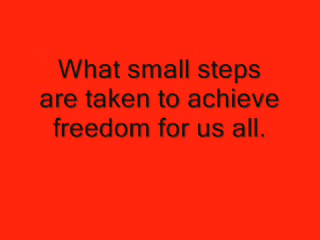 What small steps
are taken to achieve
freedom for us all.